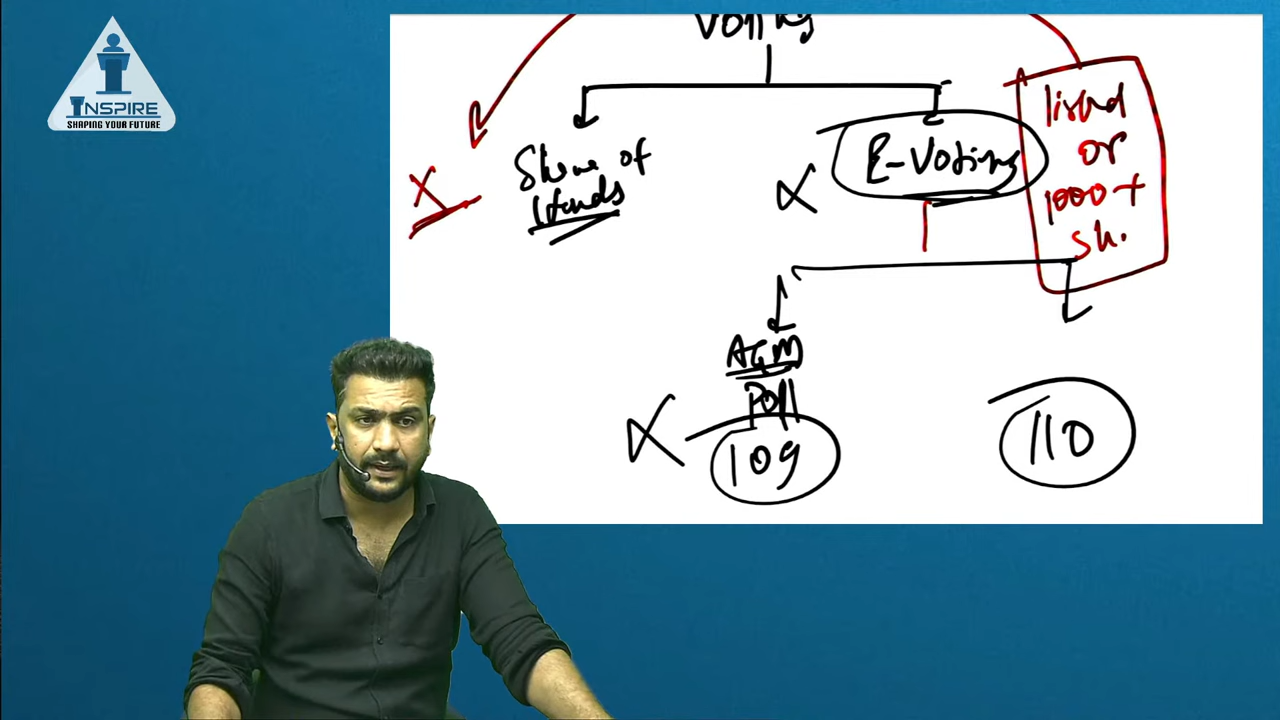 INSPIRE
SHAPING YOUR FUTURE
Voting
Show of
Hands
X
E-Voting
listed
or
1000+
sh.
AGM
Poll
109
110